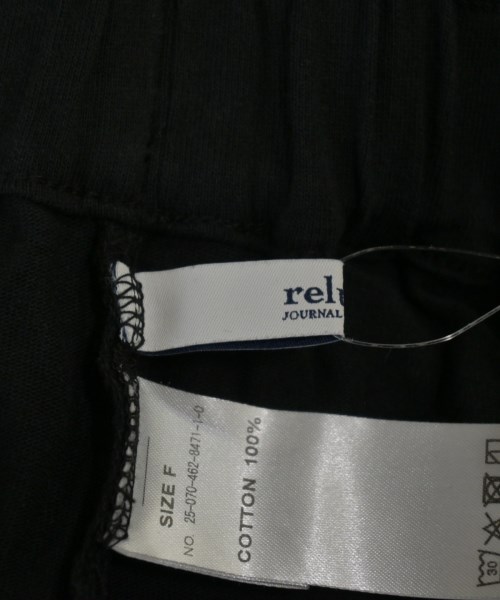 relu
JOURNAL
SIZE F
NO. 25-070-462-8471-1-0
COTTON 100%
30